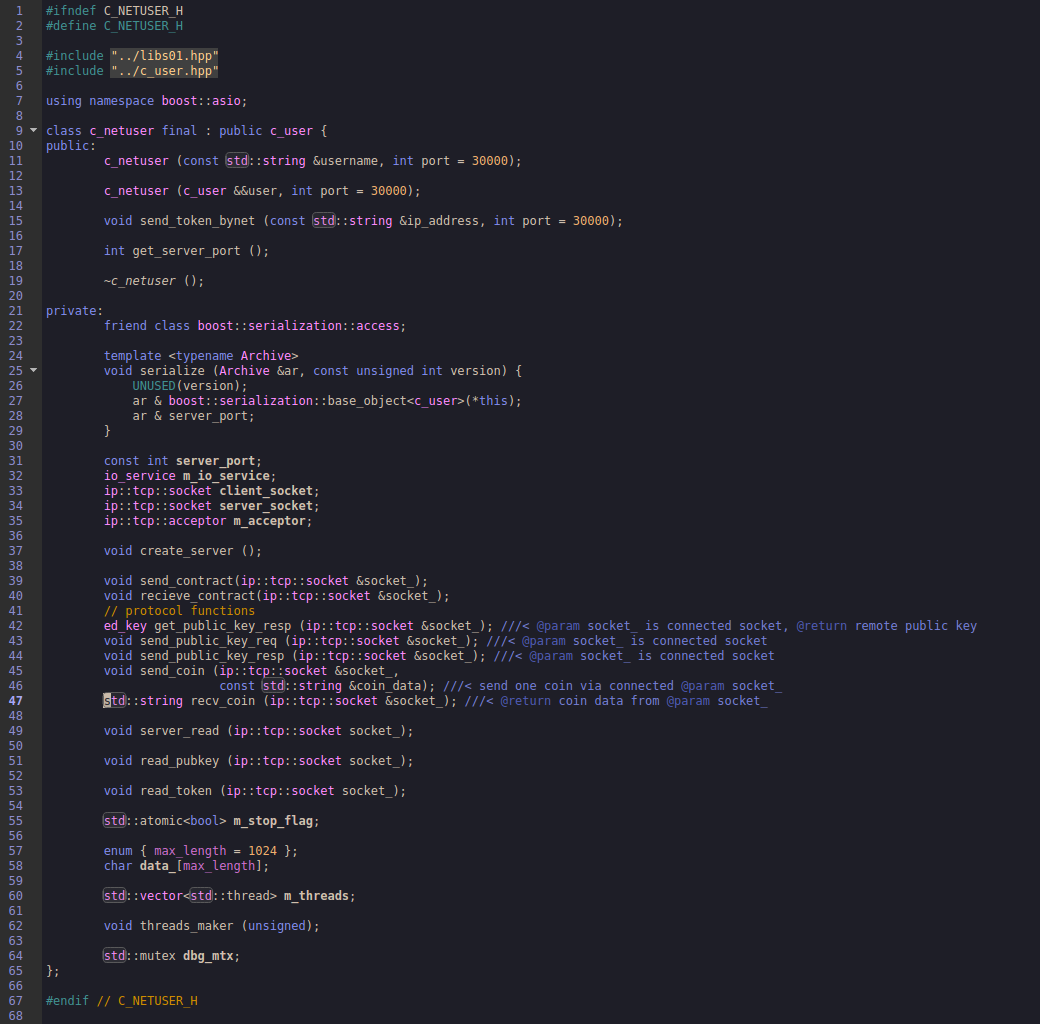 1 #ifndef C_NETUSER_H
2 #define C_NETUSER_H
3
4 #include "../libs01.hpp"
5 #include "../c_user.hpp"
6
7 using namespace boost::asio;
8
9 class c_netuser final : public c_user {
10 public:
11 c_netuser (const std::string &username, int port = 30000);
12
13 c_netuser (c_user &&user, int port = 30000);
14
15 void send_token_bynet (const std::string &ip_address, int port = 30000);
16
17 int get_server_port ();
18
19 ~c_netuser ();
20
21 private:
22 friend class boost::serialization::access;
23
24 template <typename Archive>
25 void serialize (Archive &ar, const unsigned int version) {
26 UNUSED(version);
27 ar & boost::serialization::base_object<c_user>(*this);
28 ar & server_port;
29 }
30
31 const int server_port;
32 io_service m_io_service;
33 ip::tcp::socket client_socket;
34 ip::tcp::socket server_socket;
35 ip::tcp::acceptor m_acceptor;
36
37 void create_server ();
38
39 void send_contract(ip::tcp::socket &socket_);
40 void recieve_contract(ip::tcp::socket &socket_);
41 // protocol functions
42 ed_key get_public_key_resp (ip::tcp::socket &socket_); ///< @param socket_ is connected socket, @return remote public key
43 void send_public_key_req (ip::tcp::socket &socket_); ///< @param socket_ is connected socket
44 void send_public_key_resp (ip::tcp::socket &socket_); ///< @param socket_ is connected socket
45 void send_coin (ip::tcp::socket &socket_,
46 const std::string &coin_data); ///< send one coin via connected @param socket_
47 std::string recv_coin (ip::tcp::socket &socket_); ///< @return coin data from @param socket_
48
49 void server_read (ip::tcp::socket socket_);
50
51 void read_pubkey (ip::tcp::socket socket_);
52
53 void read_token (ip::tcp::socket socket_);
54
55 std::atomic<bool> m_stop_flag;
56
57 enum { max_length = 1024 };
58 char data_[max_length];
59
60 std::vector<std::thread> m_threads;
61
62 void threads_maker (unsigned);
63
64 std::mutex dbg_mtx;
65 };
66
67 #endif // C_NETUSER_H
68